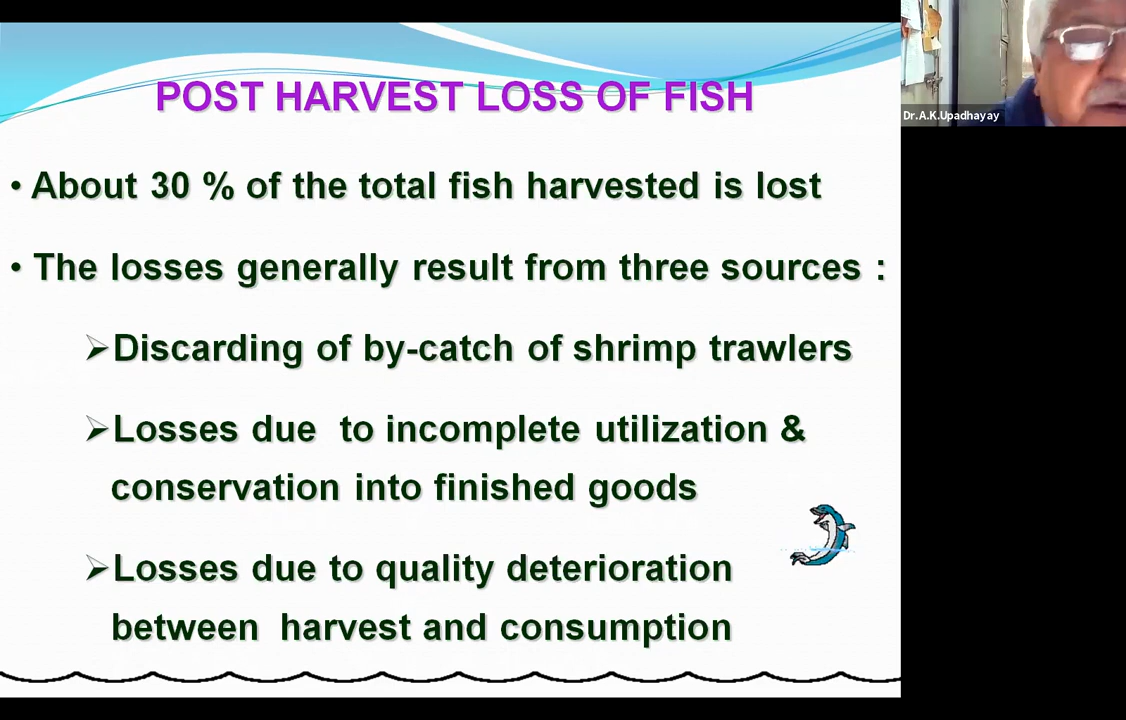 POST HARVEST LOSS OF FISH
• About 30 % of the total fish harvested is lost
• The losses generally result from three sources :
➢Discarding of by-catch of shrimp trawlers
➢Losses due to incomplete utilization &
conservation into finished goods
➢Losses due to quality deterioration
between harvest and consumption
Dr.A.K.Upadhayay